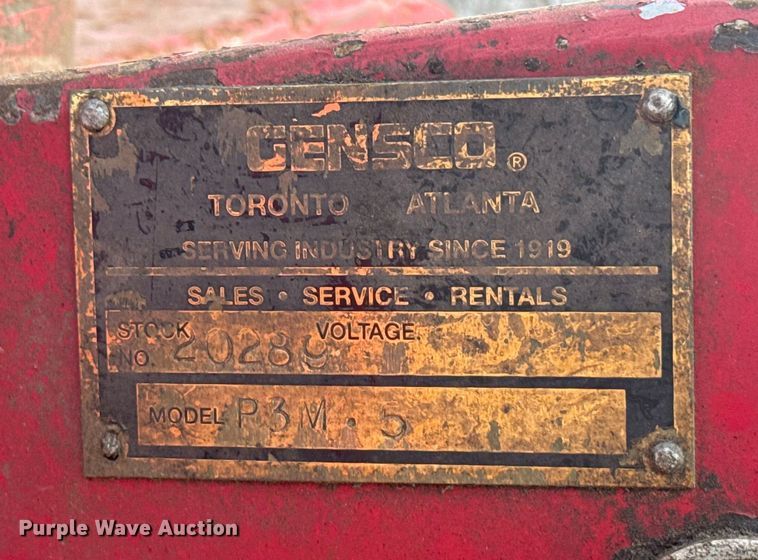 GENSCO®
TORONTO ATLANTA
SERVING INDUSTRY SINCE 1919
SALES • SERVICE • RENTALS
STOCK NO. 20289 VOLTAGE
MODEL P3M.5
Purple Wave Auction